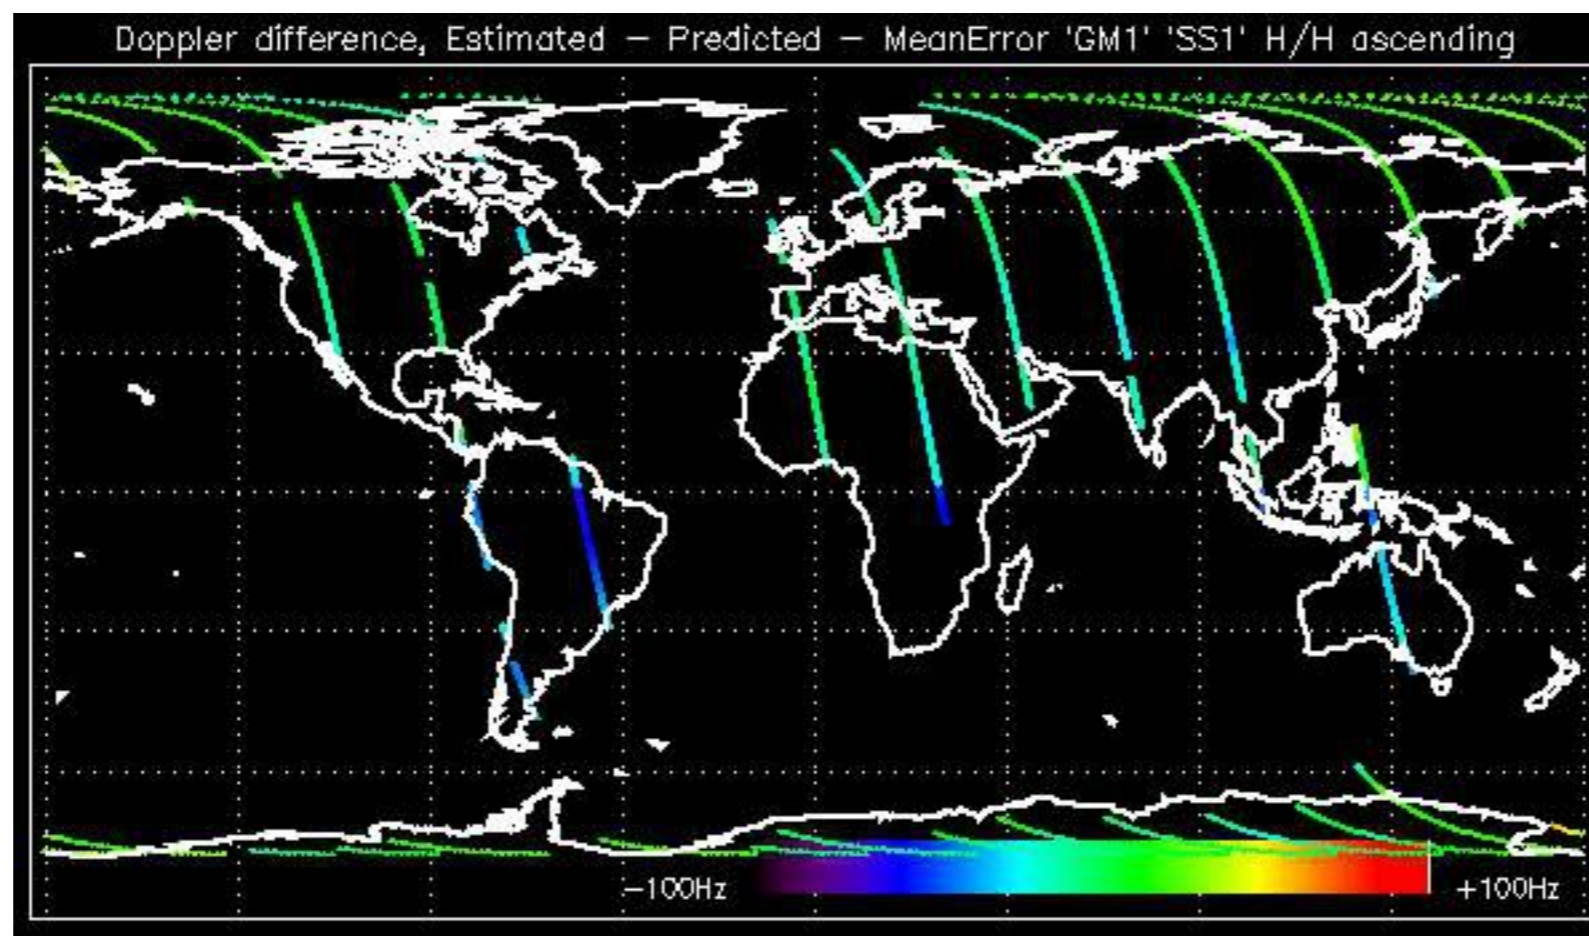 Doppler difference, Estimated – Predicted – MeanError 'GM1' 'SS1' H/H ascending
–100Hz
+100Hz